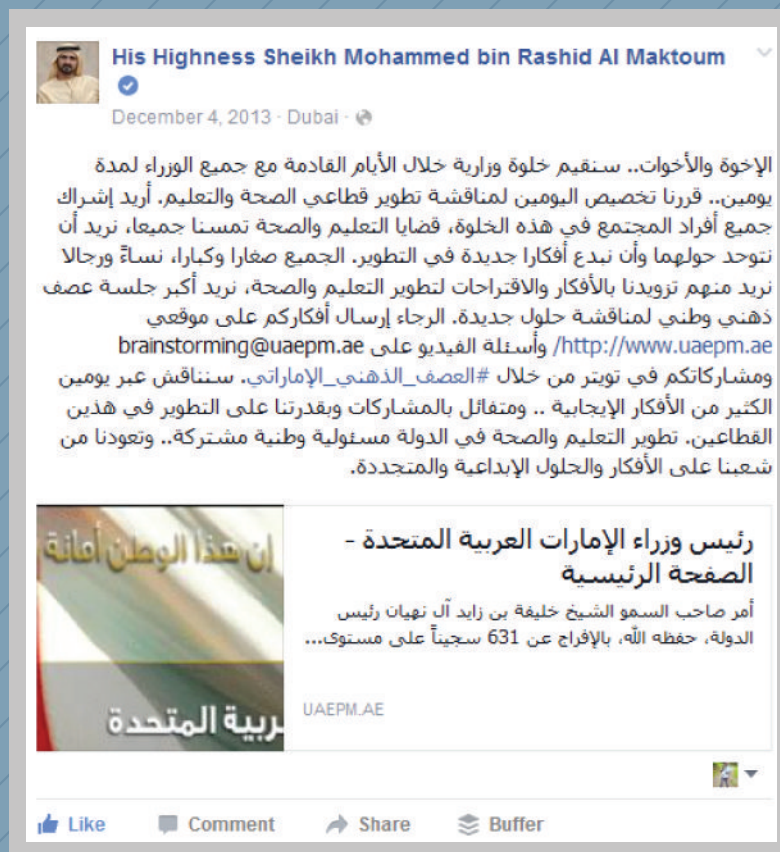 His Highness Sheikh Mohammed bin Rashid Al Maktoum
December 4, 2013 · Dubai ·
الإخوة والأخوات.. سنقيم خلوة وزارية خلال الأيام القادمة مع جميع الوزراء لمدة
يومين.. قررنا تخصيص اليومين لمناقشة تطوير قطاعي الصحة والتعليم. أريد إشراك
جميع أفراد المجتمع في هذه الخلوة، قضايا التعليم والصحة تمسنا جميعا، نريد أن
نتوحد حولهما وأن نبدع أفكارا جديدة في التطوير. الجميع صغارا وكبارا، نساءً ورجالا
نريد منهم تزويدنا بالأفكار والاقتراحات لتطوير التعليم والصحة، نريد أكبر جلسة عصف
ذهني وطني لمناقشة حلول جديدة. الرجاء إرسال أفكاركم على موقعي
http://www.uaepm.ae/ وأسئلة الفيديو على brainstorming@uaepm.ae
ومشاركاتكم في تويتر من خلال #العصف_الذهني_الإماراتي. سنناقش عبر يومين
الكثير من الأفكار الإيجابية .. ومتفائل بالمشاركات وبقدرتنا على التطوير في هذين
القطاعين. تطوير التعليم والصحة في الدولة مسئولية وطنية مشتركة.. وتعودنا من
شعبنا على الأفكار والحلول الإبداعية والمتجددة.
إن هذا الوطن أمانة
ربية المتحدة
رئيس وزراء الإمارات العربية المتحدة -
الصفحة الرئيسية
أمر صاحب السمو الشيخ خليفة بن زايد آل نهيان رئيس
الدولة، حفظه الله، بالإفراج عن 631 سجيناً على مستوى...
UAEPM.AE
Like Comment Share Buffer